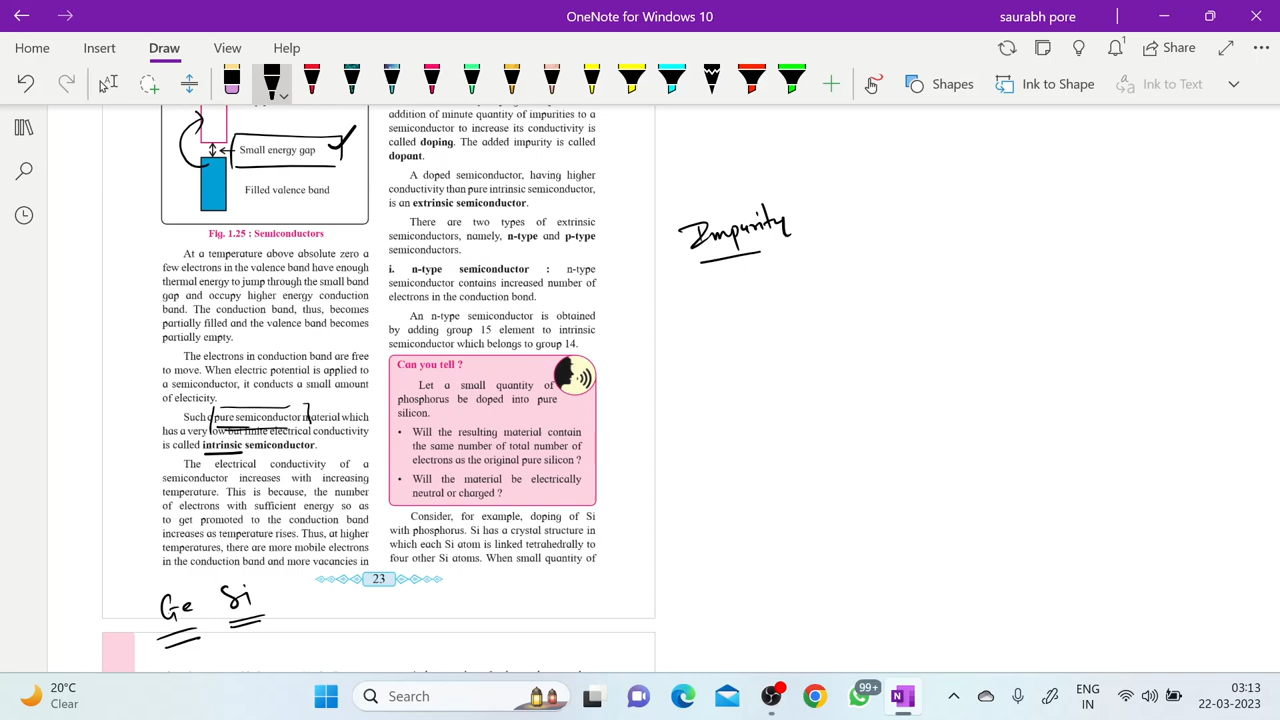 OneNote for Windows 10
saurabh pore
Home
Insert
Draw
View
Help
Share
Shapes
Ink to Shape
Ink to Text
Small energy gap
Filled valence band
Fig. 1.25 : Semiconductors
At a temperature above absolute zero a
few electrons in the valence band have enough
thermal energy to jump through the small band
gap and occupy higher energy conduction
band. The conduction band, thus, becomes
partially filled and the valence band becomes
partially empty.
The electrons in conduction band are free
to move. When electric potential is applied to
a semiconductor, it conducts a small amount
of electicity.
Such a pure semiconductor material which
has a very low but finite electrical conductivity
is called intrinsic semiconductor.
The electrical conductivity of a
semiconductor increases with increasing
temperature. This is because, the number
of electrons with sufficient energy so as
to get promoted to the conduction band
increases as temperature rises. Thus, at higher
temperatures, there are more mobile electrons
in the conduction band and more vacancies in
addition of minute quantity of impurities to a
semiconductor to increase its conductivity is
called doping. The added impurity is called
dopant.
A doped semiconductor, having higher
conductivity than pure intrinsic semiconductor,
is an extrinsic semiconductor.
There are two types of extrinsic
semiconductors, namely, n-type and p-type
semiconductors.
i. n-type semiconductor : n-type
semiconductor contains increased number of
electrons in the conduction bond.
An n-type semiconductor is obtained
by adding group 15 element to intrinsic
semiconductor which belongs to group 14.
Can you tell ?
Let a small quantity of
phosphorus be doped into pure
silicon.
• Will the resulting material contain
the same number of total number of
electrons as the original pure silicon ?
• Will the material be electrically
neutral or charged ?
Consider, for example, doping of Si
with phosphorus. Si has a crystal structure in
which each Si atom is linked tetrahedrally to
four other Si atoms. When small quantity of
23
Impurity
Ge Si
20°C
Clear
Search
99+
ENG
IN
03:13
22-03-2023